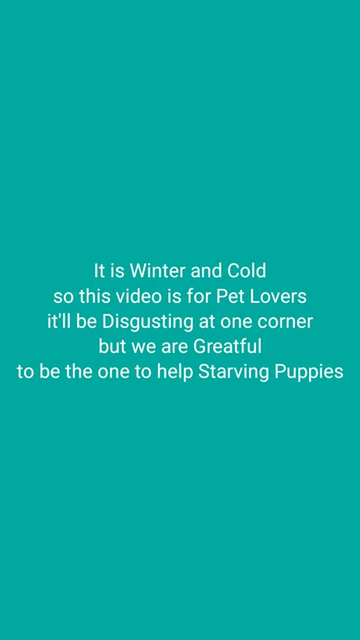 It is Winter and Cold
so this video is for Pet Lovers
it'll be Disgusting at one corner
but we are Greatful
to be the one to help Starving Puppies